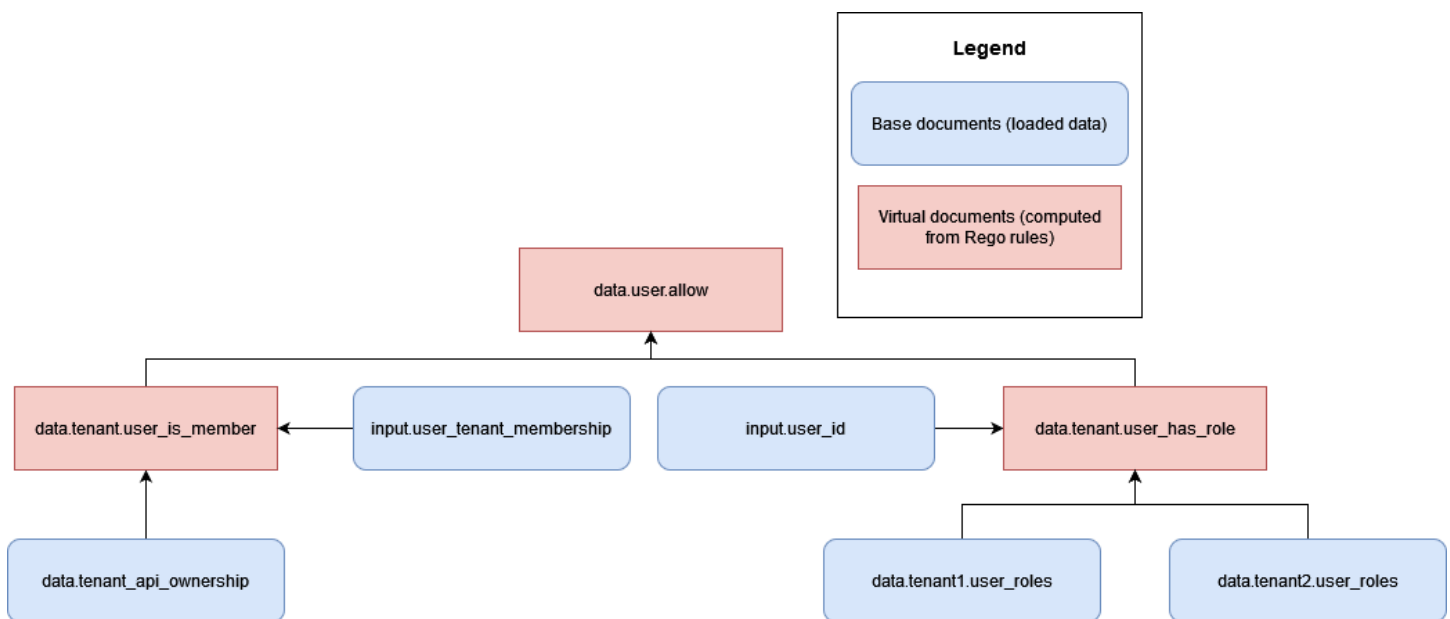 Legend
Base documents (loaded data)
Virtual documents (computed
from Rego rules)
data.user.allow
data.tenant.user_is_member
input.user_tenant_membership
input.user_id
data.tenant.user_has_role
data.tenant_api_ownership
data.tenant1.user_roles
data.tenant2.user_roles